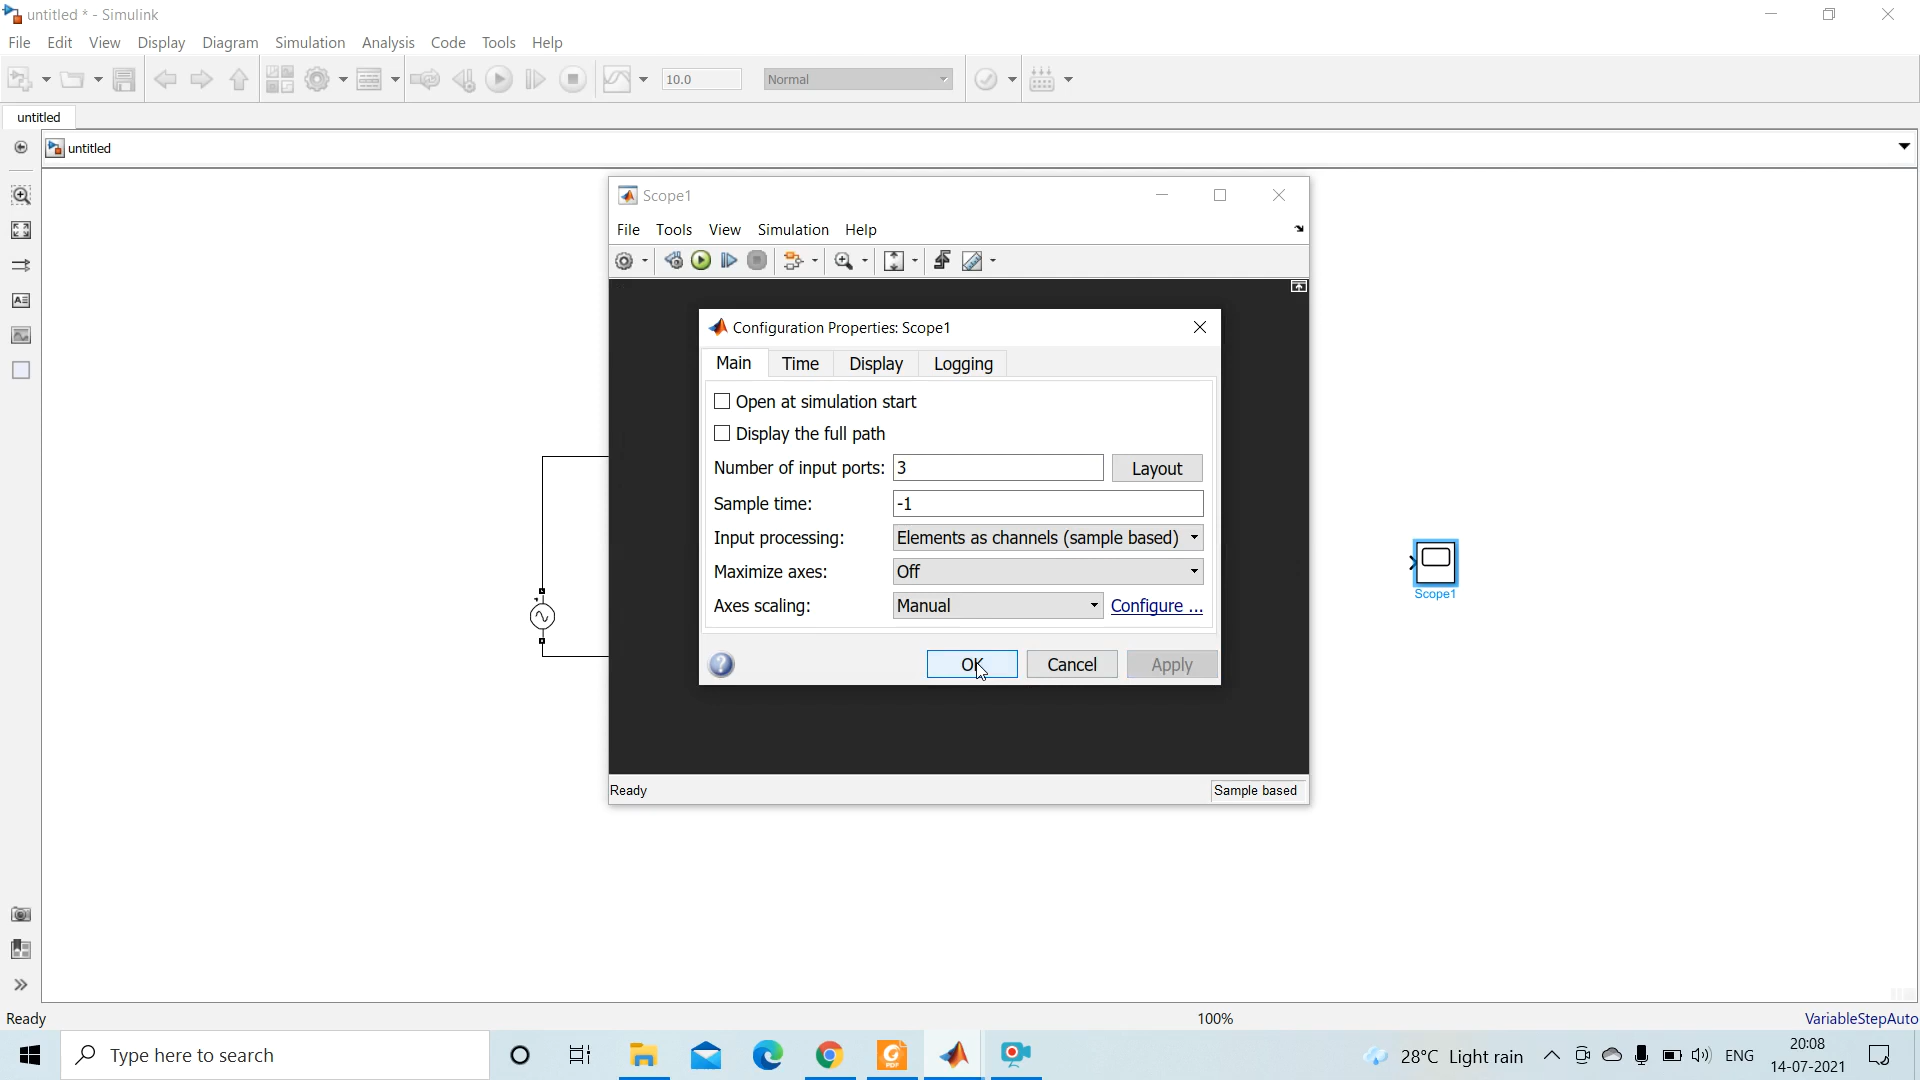 untitled * - Simulink
File Edit View Display Diagram Simulation Analysis Code Tools Help
10.0 Normal
untitled
untitled
Scope1
File Tools View Simulation Help
Configuration Properties: Scope1
Main Time Display Logging
Open at simulation start
Display the full path
Number of input ports: 3 Layout
Sample time: -1
Input processing: Elements as channels (sample based)
Maximize axes: Off
Axes scaling: Manual Configure ...
OK Cancel Apply
Scope1
Ready Sample based
Ready 100% VariableStepAuto
Type here to search
28°C Light rain ENG
20:08
14-07-2021